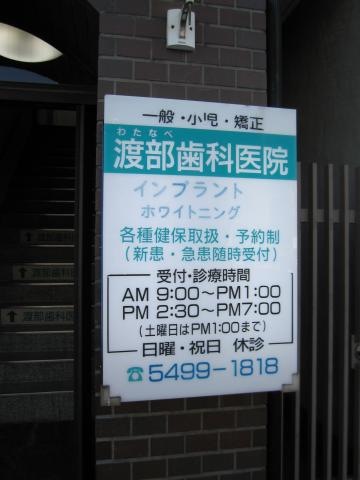 一般・小児・矯正
わたなべ
渡部歯科医院
インプラント
ホワイトニング
各種健保取扱・予約制
（新患・急患随時受付）
受付・診療時間
AM 9:00〜PM1:00
PM 2:30〜PM7:00
（土曜日はPM1:00まで）
日曜・祝日 休診
☎5499-1818
↑渡部歯科
↑渡部歯科
↑渡部歯科医